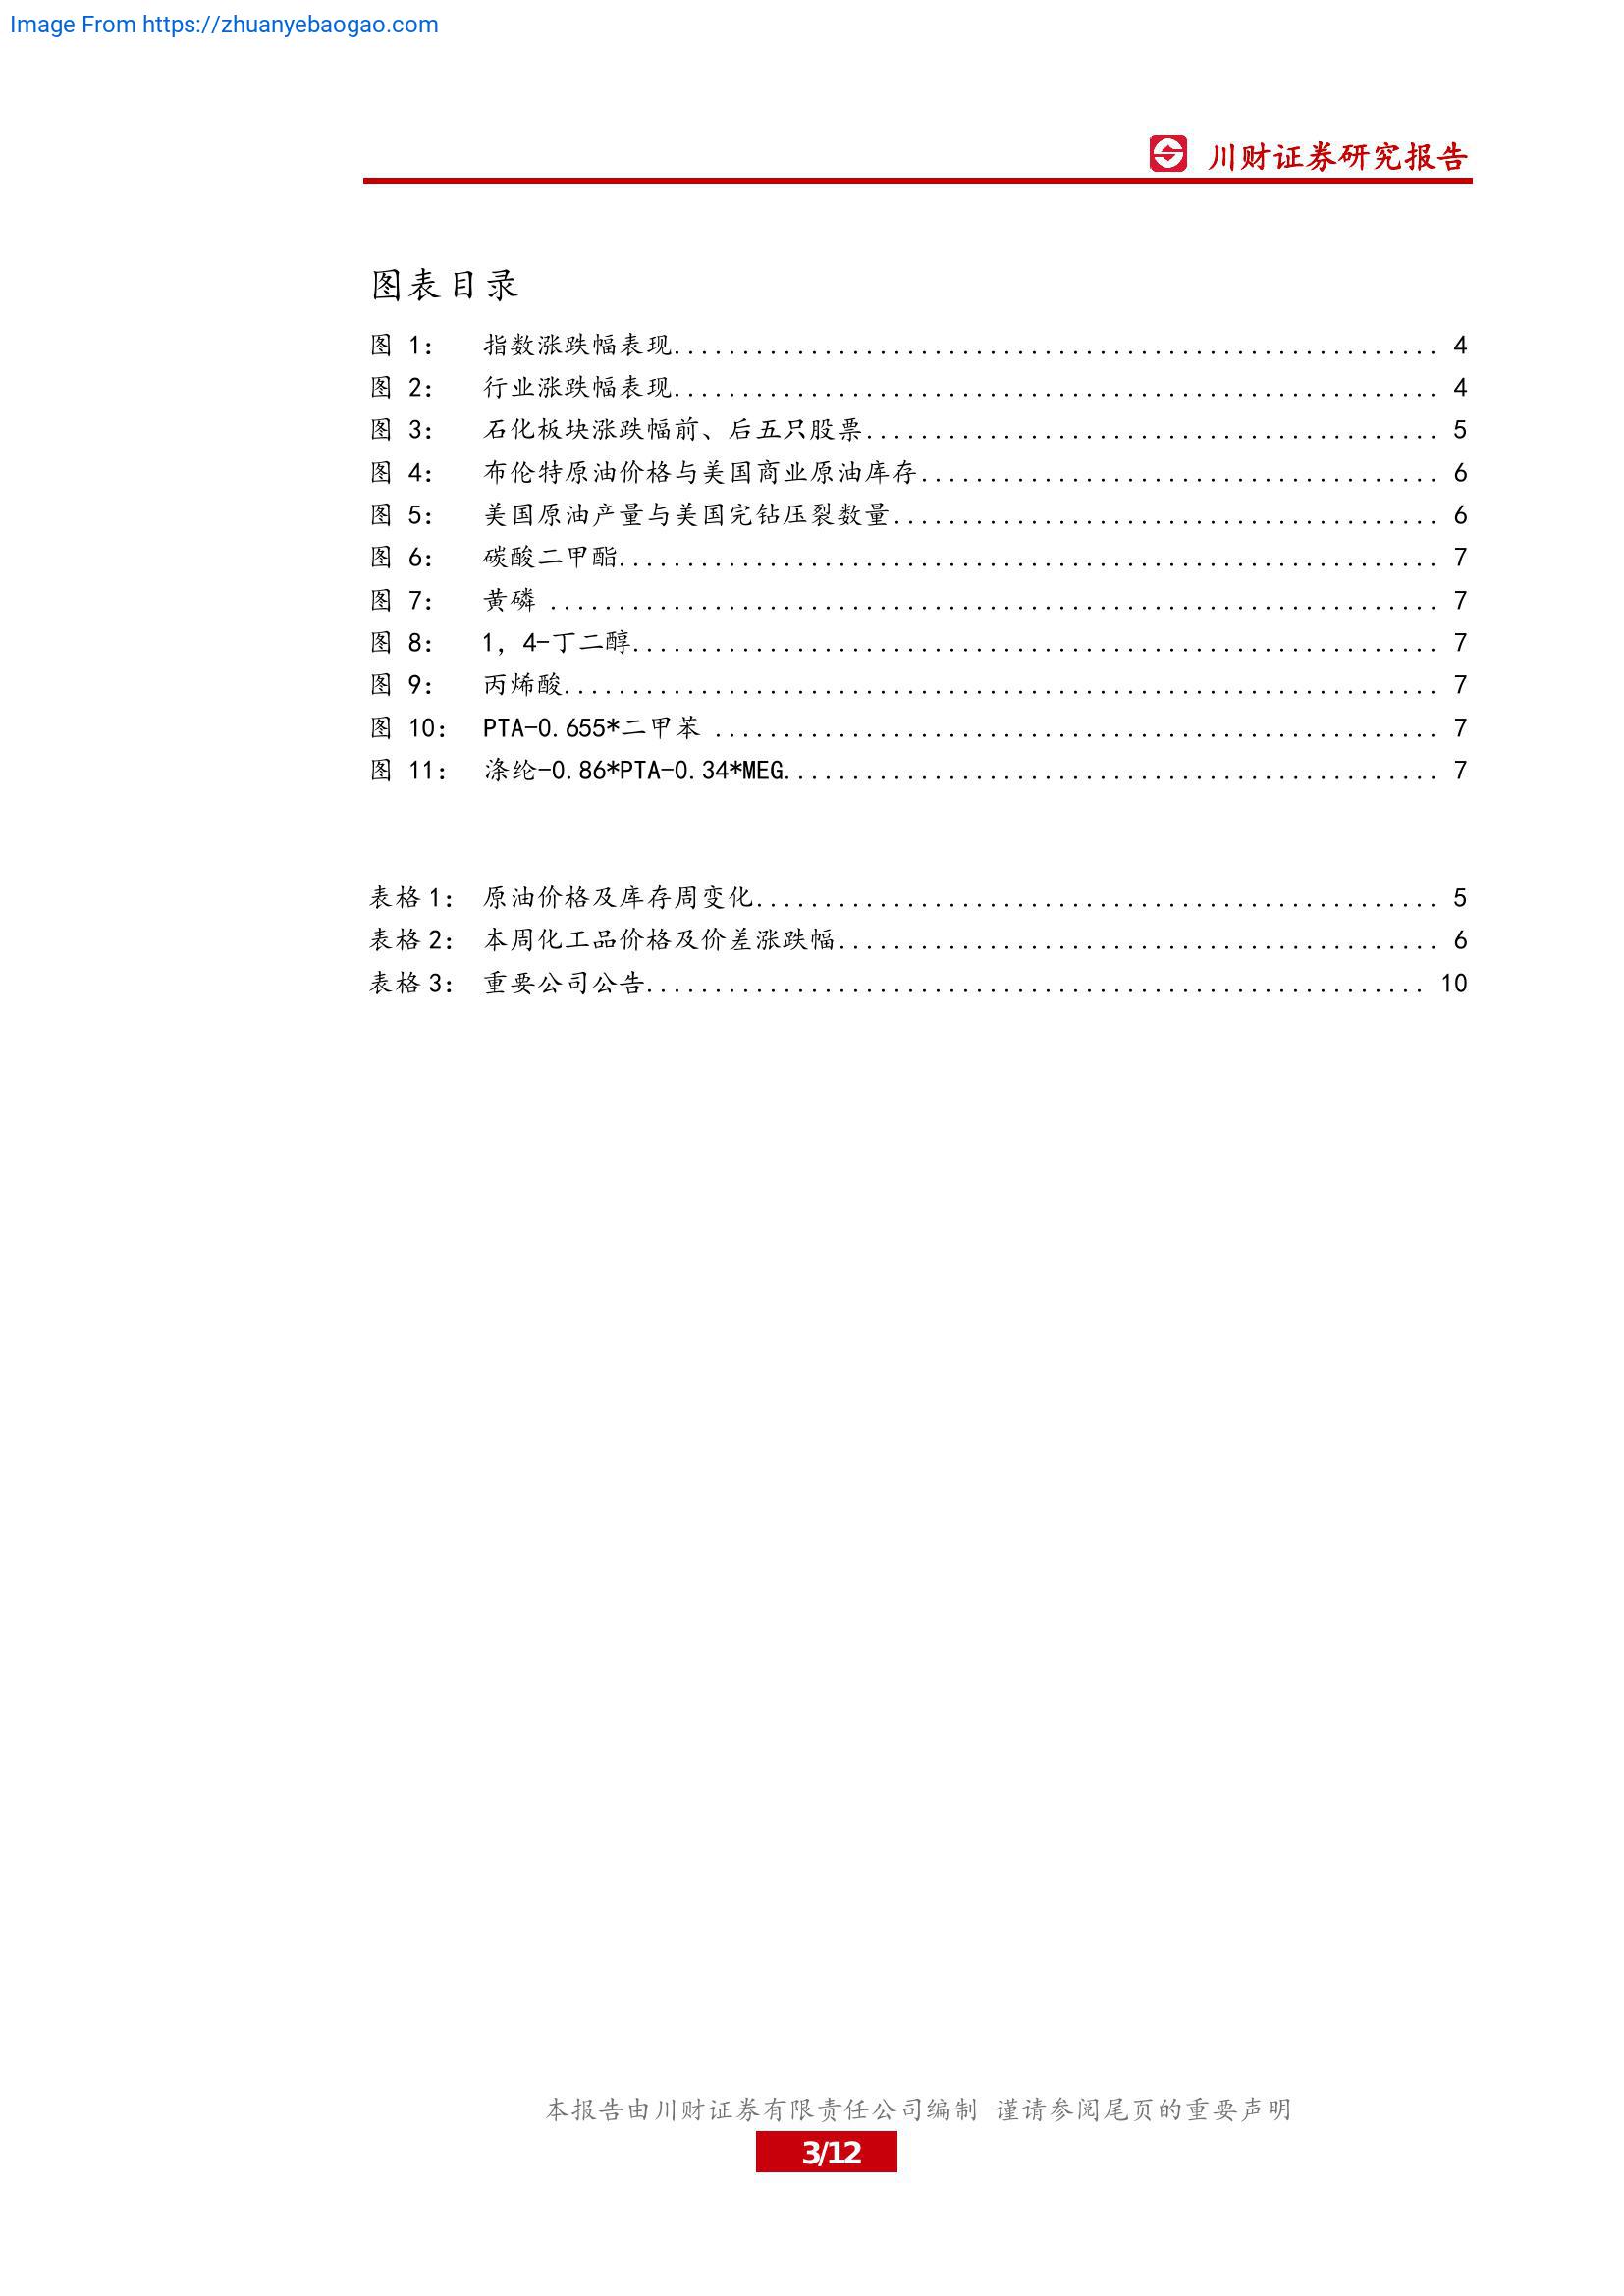 Image From https://zhuanyebaogao.com
川财证券研究报告
图表目录
图 1： 指数涨跌幅表现........................................................ 4
图 2： 行业涨跌幅表现........................................................ 4
图 3： 石化板块涨跌幅前、后五只股票.......................................... 5
图 4： 布伦特原油价格与美国商业原油库存...................................... 6
图 5： 美国原油产量与美国完钻压裂数量........................................ 6
图 6： 碳酸二甲酯............................................................ 7
图 7： 黄磷 ................................................................. 7
图 8： 1，4-丁二醇........................................................... 7
图 9： 丙烯酸................................................................ 7
图 10： PTA-0.655*二甲苯 ..................................................... 7
图 11： 涤纶-0.86*PTA-0.34*MEG................................................ 7
表格 1： 原油价格及库存周变化.................................................. 5
表格 2： 本周化工品价格及价差涨跌幅............................................ 6
表格 3： 重要公司公告......................................................... 10
本报告由川财证券有限责任公司编制 谨请参阅尾页的重要声明
3/12